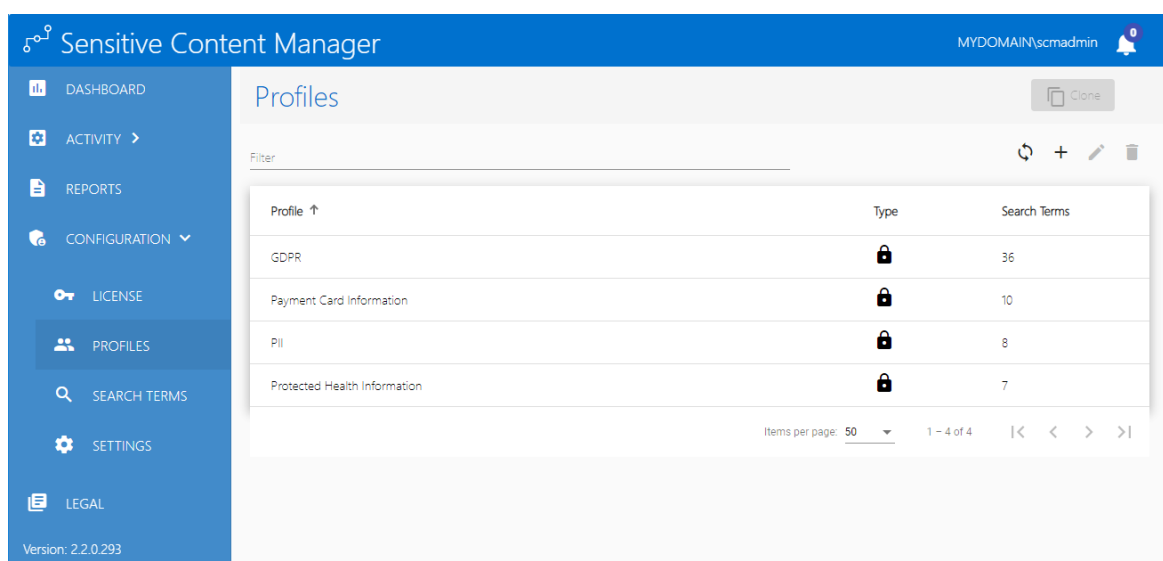 Sensitive Content Manager
MYDOMAIN\scmadmin
0
DASHBOARD
ACTIVITY
REPORTS
CONFIGURATION
LICENSE
PROFILES
SEARCH TERMS
SETTINGS
LEGAL
Version: 2.2.0.293
Profiles
Clone
Filter
Profile Type Search Terms
GDPR 36
Payment Card Information 10
PII 8
Protected Health Information 7
Items per page: 50 1 – 4 of 4